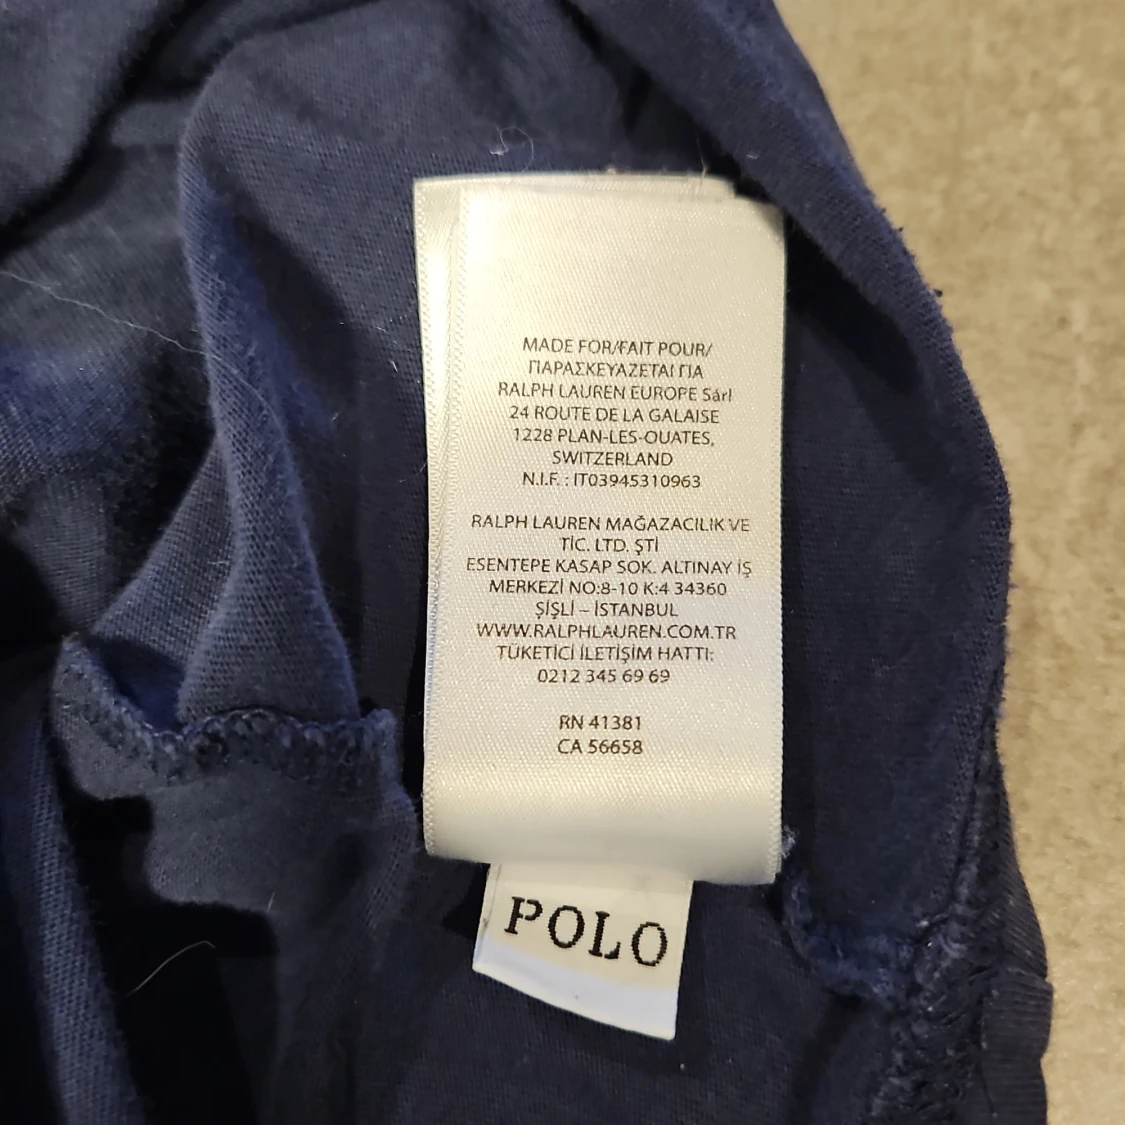 MADE FOR/FAIT POUR/
ΠΑΡΑΣΚΕΥΑΖΕΤΑΙ ΓΙΑ
RALPH LAUREN EUROPE Sárl
24 ROUTE DE LA GALAISE
1228 PLAN-LES-OUATES,
SWITZERLAND
N.I.F. : IT03945310963
RALPH LAUREN MAĞAZACILIK VE
TİC. LTD. ŞTİ
ESENTEPE KASAP SOK. ALTINAY İŞ
MERKEZİ NO:8-10 K:4 34360
ŞİŞLİ – İSTANBUL
WWW.RALPHLAUREN.COM.TR
TÜKETİCİ İLETİŞİM HATTI:
0212 345 69 69
RN 41381
CA 56658
POLO